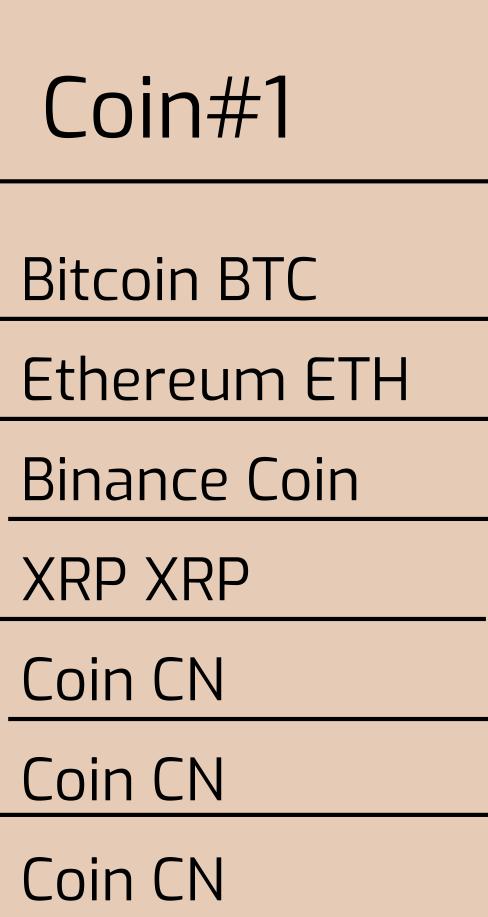 Coin#1
Bitcoin BTC
Ethereum ETH
Binance Coin
XRP XRP
Coin CN
Coin CN
Coin CN